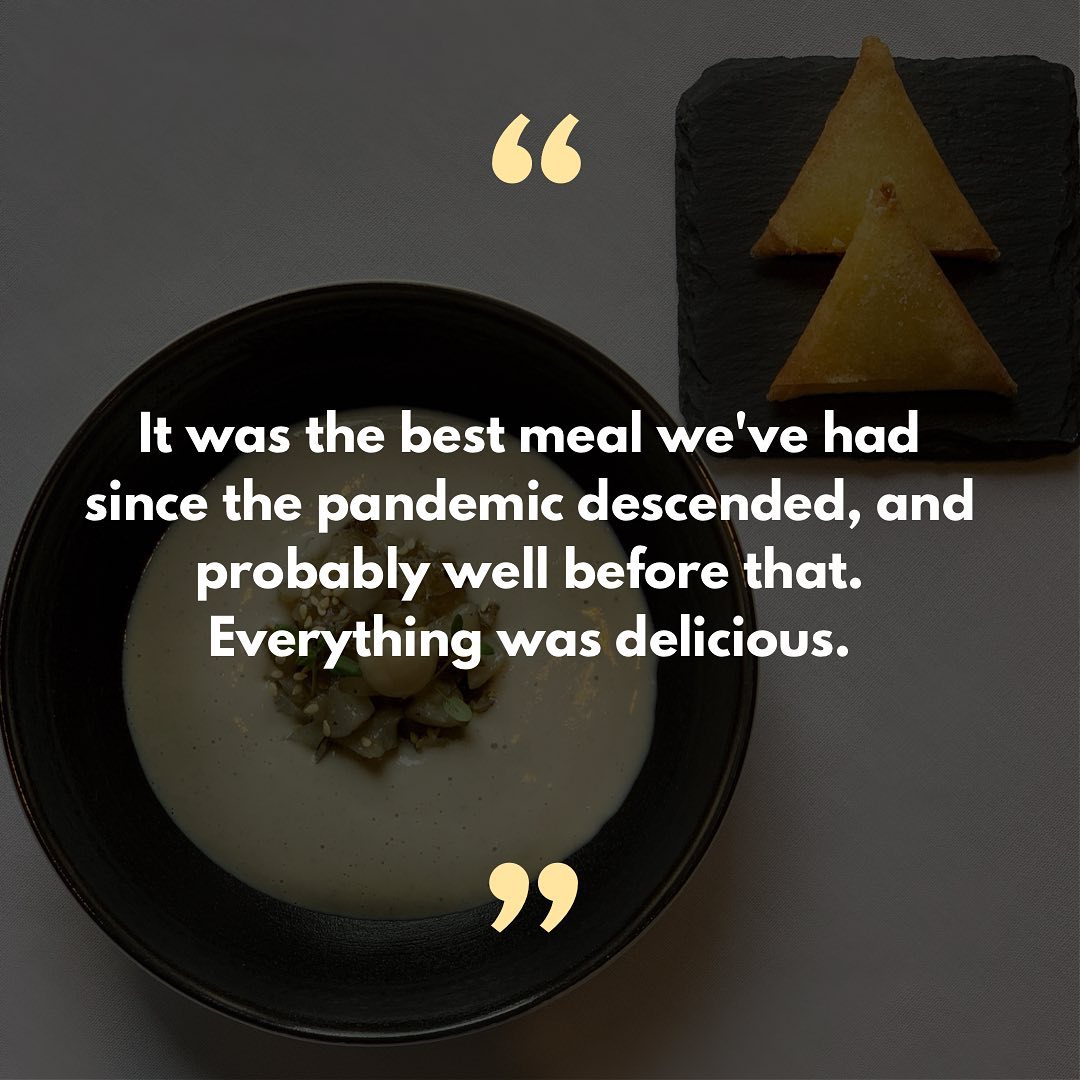 “
It was the best meal we've had
since the pandemic descended, and
probably well before that.
Everything was delicious.
”